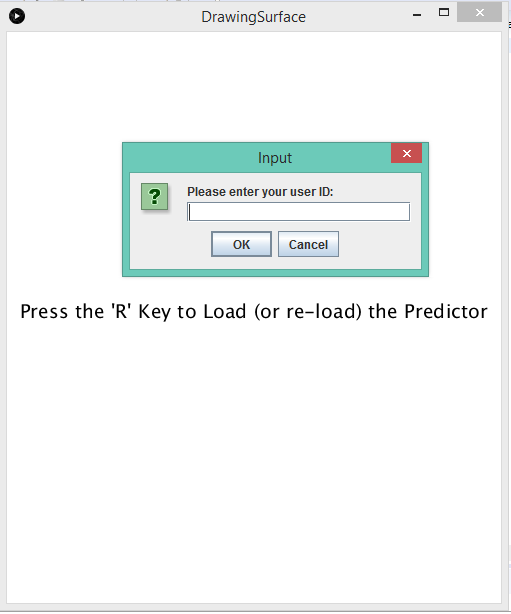 DrawingSurface
Input
?
Please enter your user ID:
OK Cancel
Press the 'R' Key to Load (or re-load) the Predictor